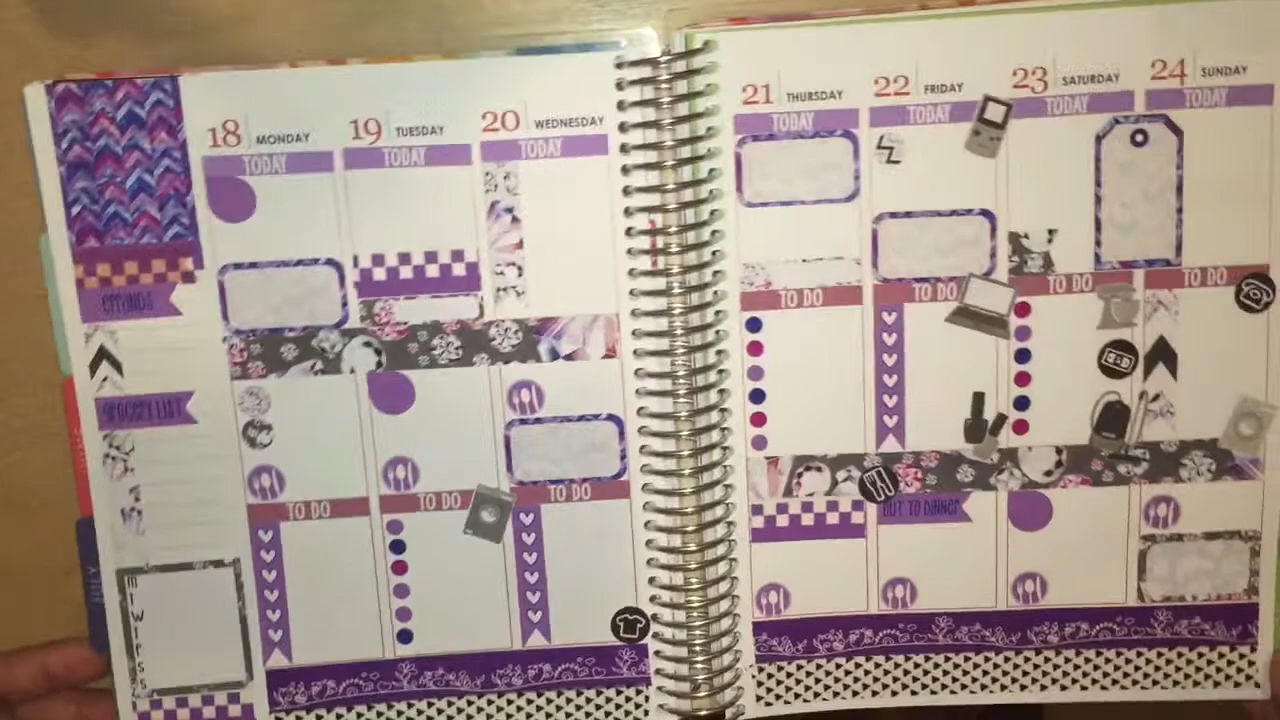 18 MONDAY
TODAY
19 TUESDAY
TODAY
20 WEDNESDAY
TODAY
21 THURSDAY
TODAY
22 FRIDAY
TODAY
23 SATURDAY
TODAY
24 SUNDAY
TODAY
ERRANDS
GROCERY LIST
TO DO
TO DO
TO DO
TO DO
TO DO
TO DO
TO DO
OUT TO DINNER
JULY